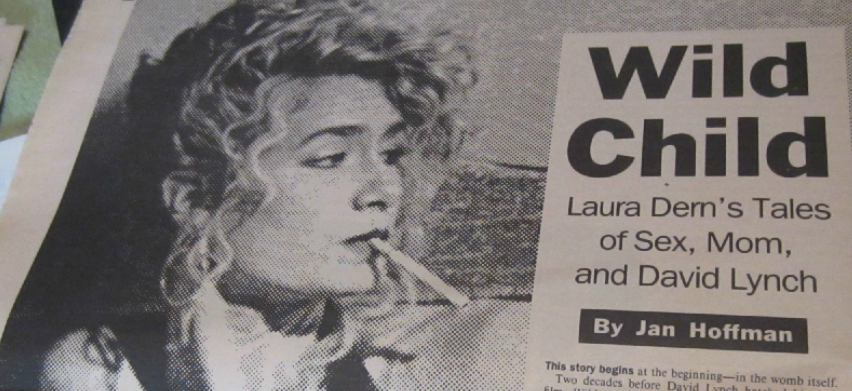 Wild
Child
Laura Dern's Tales
of Sex, Mom,
and David Lynch
By Jan Hoffman
This story begins at the beginning—in the womb itself.
Two decades before David Lynch hatched